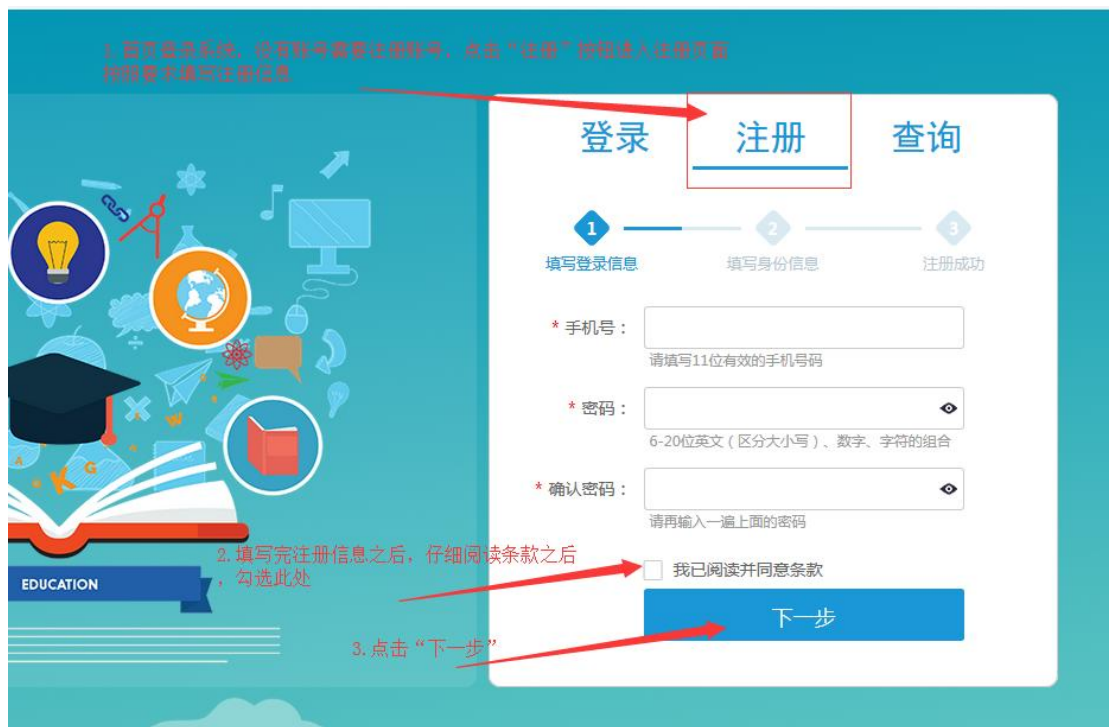 1.首页登录系统，没有账号需要注册账号，点击“注册”按钮进入注册页面
按照要求填写注册信息
登录 注册 查询
1 2 3
填写登录信息 填写身份信息 注册成功
* 手机号：
请填写11位有效的手机号码
* 密码：
6-20位英文（区分大小写）、数字、字符的组合
* 确认密码：
请再输入一遍上面的密码
2.填写完注册信息之后，仔细阅读条款之后
，勾选此处
我已阅读并同意条款
EDUCATION
下一步
3.点击“下一步”
A
K
G
W